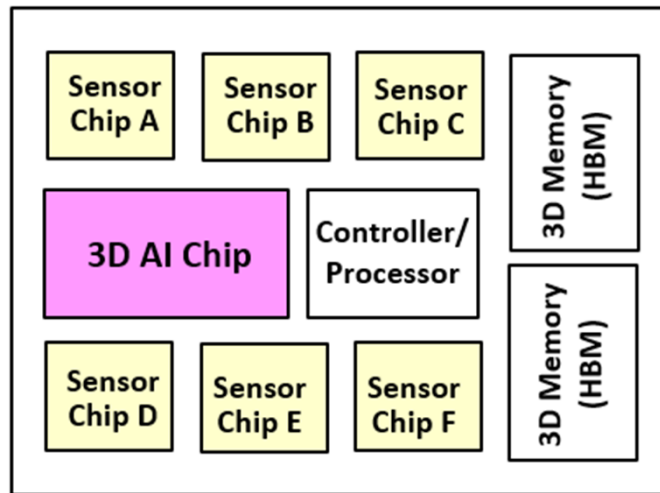 Sensor
Chip A
Sensor
Chip B
Sensor
Chip C
3D Memory
(HBM)
3D AI Chip
Controller/
Processor
Sensor
Chip D
Sensor
Chip E
Sensor
Chip F
3D Memory
(HBM)